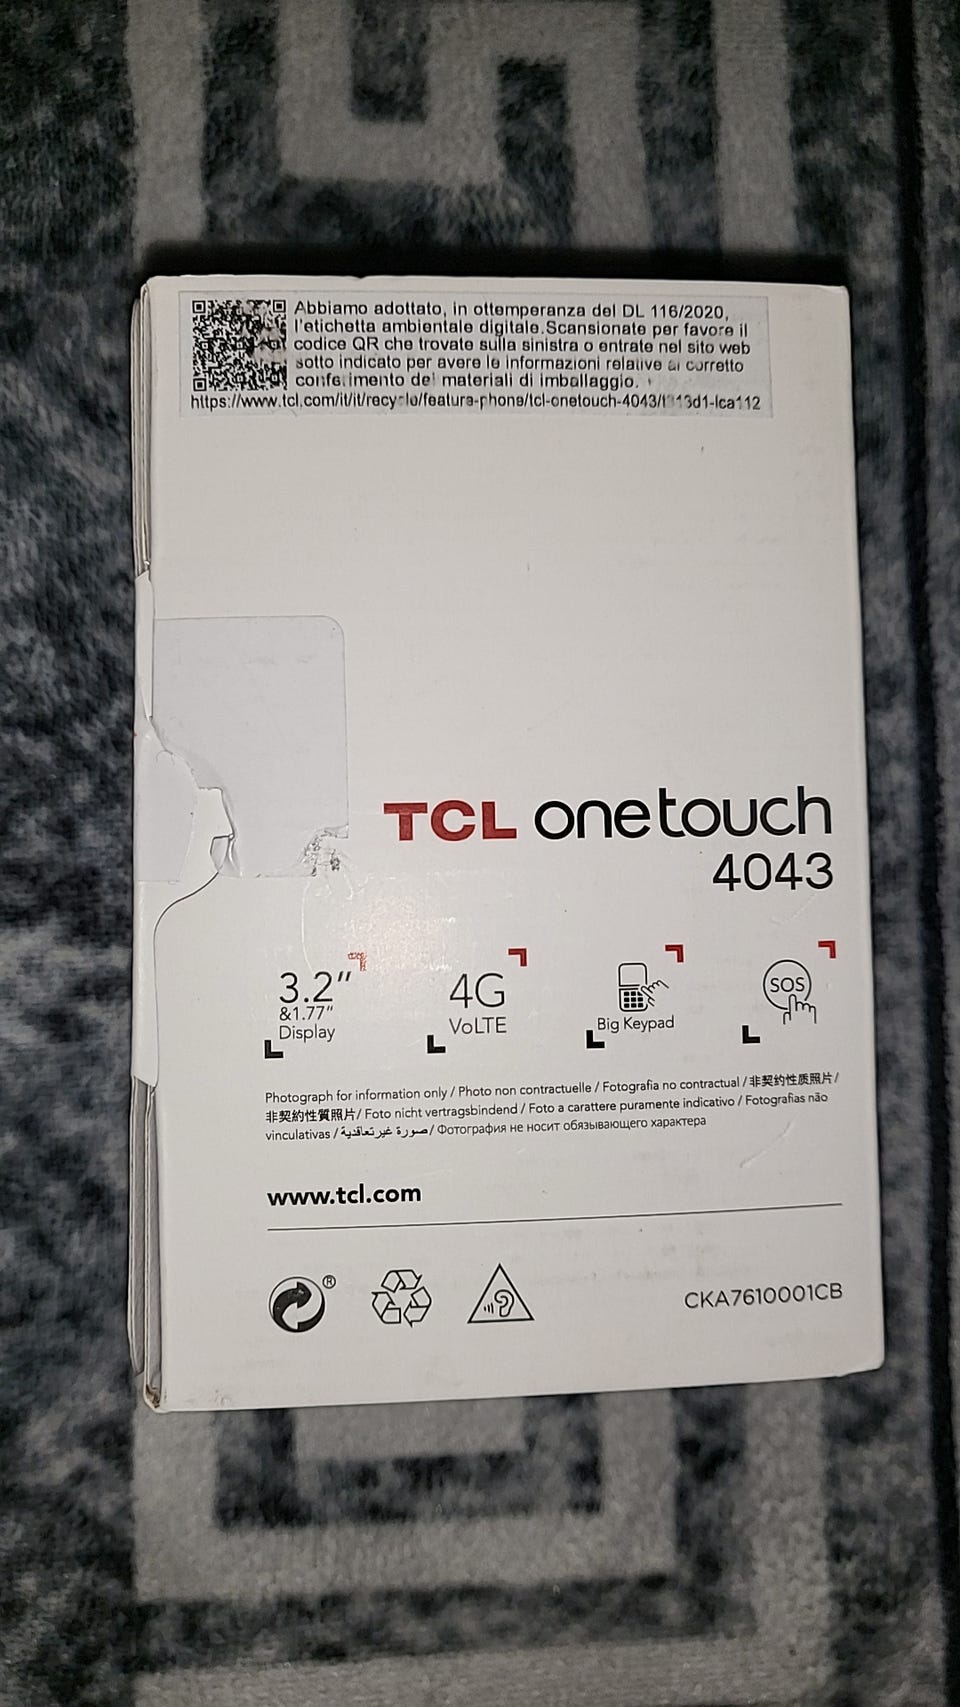 Abbiamo adottato, in ottemperanza del DL 116/2020,
l'etichetta ambientale digitale.Scansionate per favore il
codice QR che trovate sulla sinistra o entrate nel sito web
sotto indicato per avere le informazioni relative al corretto
conferimento dei materiali di imballaggio.
TCL onetouch
4043
3.2"
&1.77"
Display
4G
VoLTE
Big Keypad
SOS
Photograph for information only / Photo non contractuelle / Fotografia no contractual / 非契约性质照片/
非契約性質照片/ Foto nicht vertragsbindend / Foto a carattere puramente indicativo / Fotografias não
vinculativas / صورة غير تعاقدية / Фотография не носит обязывающего характера
www.tcl.com
®
CKA7610001CB